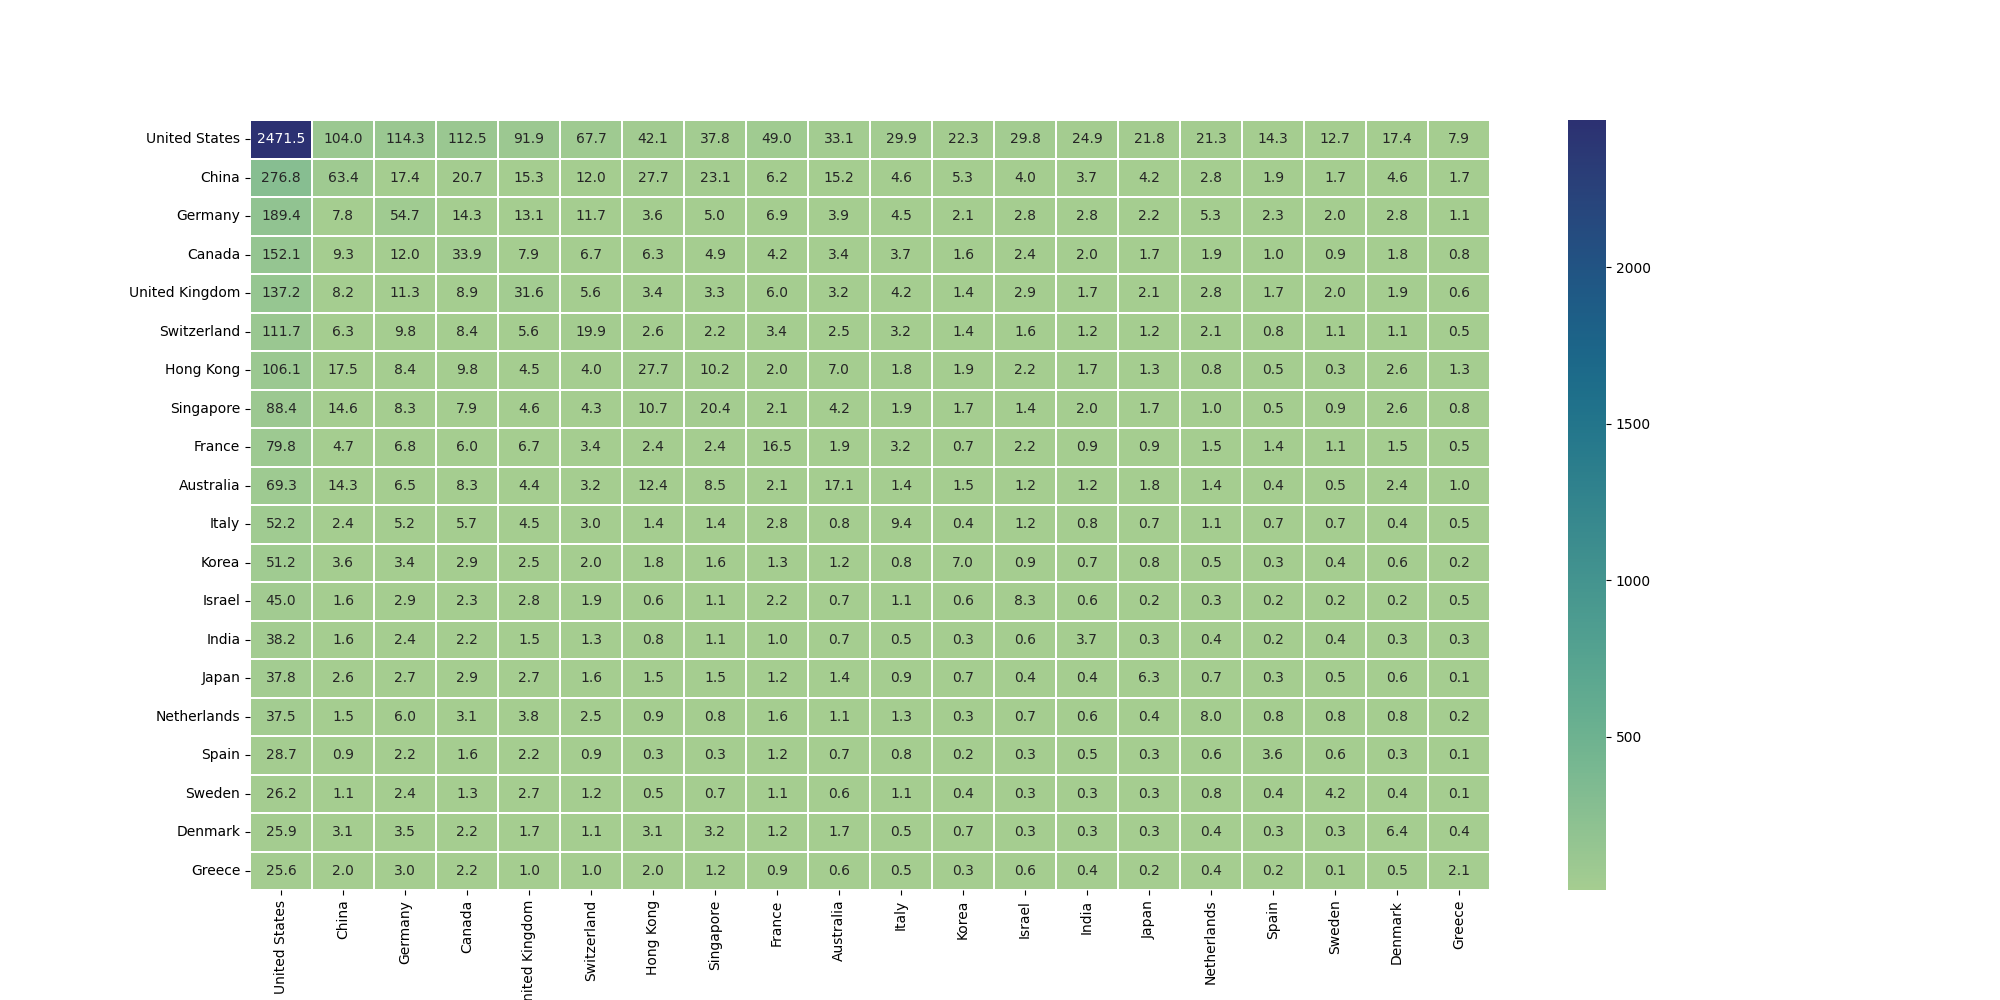 United States 2471.5 104.0 114.3 112.5 91.9 67.7 42.1 37.8 49.0 33.1 29.9 22.3 29.8 24.9 21.8 21.3 14.3 12.7 17.4 7.9
China 276.8 63.4 17.4 20.7 15.3 12.0 27.7 23.1 6.2 15.2 4.6 5.3 4.0 3.7 4.2 2.8 1.9 1.7 4.6 1.7
Germany 189.4 7.8 54.7 14.3 13.1 11.7 3.6 5.0 6.9 3.9 4.5 2.1 2.8 2.8 2.2 5.3 2.3 2.0 2.8 1.1
Canada 152.1 9.3 12.0 33.9 7.9 6.7 6.3 4.9 4.2 3.4 3.7 1.6 2.4 2.0 1.7 1.9 1.0 0.9 1.8 0.8
2000
United Kingdom 137.2 8.2 11.3 8.9 31.6 5.6 3.4 3.3 6.0 3.2 4.2 1.4 2.9 1.7 2.1 2.8 1.7 2.0 1.9 0.6
Switzerland 111.7 6.3 9.8 8.4 5.6 19.9 2.6 2.2 3.4 2.5 3.2 1.4 1.6 1.2 1.2 2.1 0.8 1.1 1.1 0.5
Hong Kong 106.1 17.5 8.4 9.8 4.5 4.0 27.7 10.2 2.0 7.0 1.8 1.9 2.2 1.7 1.3 0.8 0.5 0.3 2.6 1.3
Singapore 88.4 14.6 8.3 7.9 4.6 4.3 10.7 20.4 2.1 4.2 1.9 1.7 1.4 2.0 1.7 1.0 0.5 0.9 2.6 0.8
1500
France 79.8 4.7 6.8 6.0 6.7 3.4 2.4 2.4 16.5 1.9 3.2 0.7 2.2 0.9 0.9 1.5 1.4 1.1 1.5 0.5
Australia 69.3 14.3 6.5 8.3 4.4 3.2 12.4 8.5 2.1 17.1 1.4 1.5 1.2 1.2 1.8 1.4 0.4 0.5 2.4 1.0
Italy 52.2 2.4 5.2 5.7 4.5 3.0 1.4 1.4 2.8 0.8 9.4 0.4 1.2 0.8 0.7 1.1 0.7 0.7 0.4 0.5
Korea 51.2 3.6 3.4 2.9 2.5 2.0 1.8 1.6 1.3 1.2 0.8 7.0 0.9 0.7 0.8 0.5 0.3 0.4 0.6 0.2
1000
Israel 45.0 1.6 2.9 2.3 2.8 1.9 0.6 1.1 2.2 0.7 1.1 0.6 8.3 0.6 0.2 0.3 0.2 0.2 0.2 0.5
India 38.2 1.6 2.4 2.2 1.5 1.3 0.8 1.1 1.0 0.7 0.5 0.3 0.6 3.7 0.3 0.4 0.2 0.4 0.3 0.3
Japan 37.8 2.6 2.7 2.9 2.7 1.6 1.5 1.5 1.2 1.4 0.9 0.7 0.4 0.4 6.3 0.7 0.3 0.5 0.6 0.1
Netherlands 37.5 1.5 6.0 3.1 3.8 2.5 0.9 0.8 1.6 1.1 1.3 0.3 0.7 0.6 0.4 8.0 0.8 0.8 0.8 0.2
500
Spain 28.7 0.9 2.2 1.6 2.2 0.9 0.3 0.3 1.2 0.7 0.8 0.2 0.3 0.5 0.3 0.6 3.6 0.6 0.3 0.1
Sweden 26.2 1.1 2.4 1.3 2.7 1.2 0.5 0.7 1.1 0.6 1.1 0.4 0.3 0.3 0.3 0.8 0.4 4.2 0.4 0.1
Denmark 25.9 3.1 3.5 2.2 1.7 1.1 3.1 3.2 1.2 1.7 0.5 0.7 0.3 0.3 0.3 0.4 0.3 0.3 6.4 0.4
Greece 25.6 2.0 3.0 2.2 1.0 1.0 2.0 1.2 0.9 0.6 0.5 0.3 0.6 0.4 0.2 0.4 0.2 0.1 0.5 2.1
United States
China
Germany
Canada
nited Kingdom
Switzerland
Hong Kong
Singapore
France
Australia
Italy
Korea
Israel
India
Japan
Netherlands
Spain
Sweden
Denmark
Greece